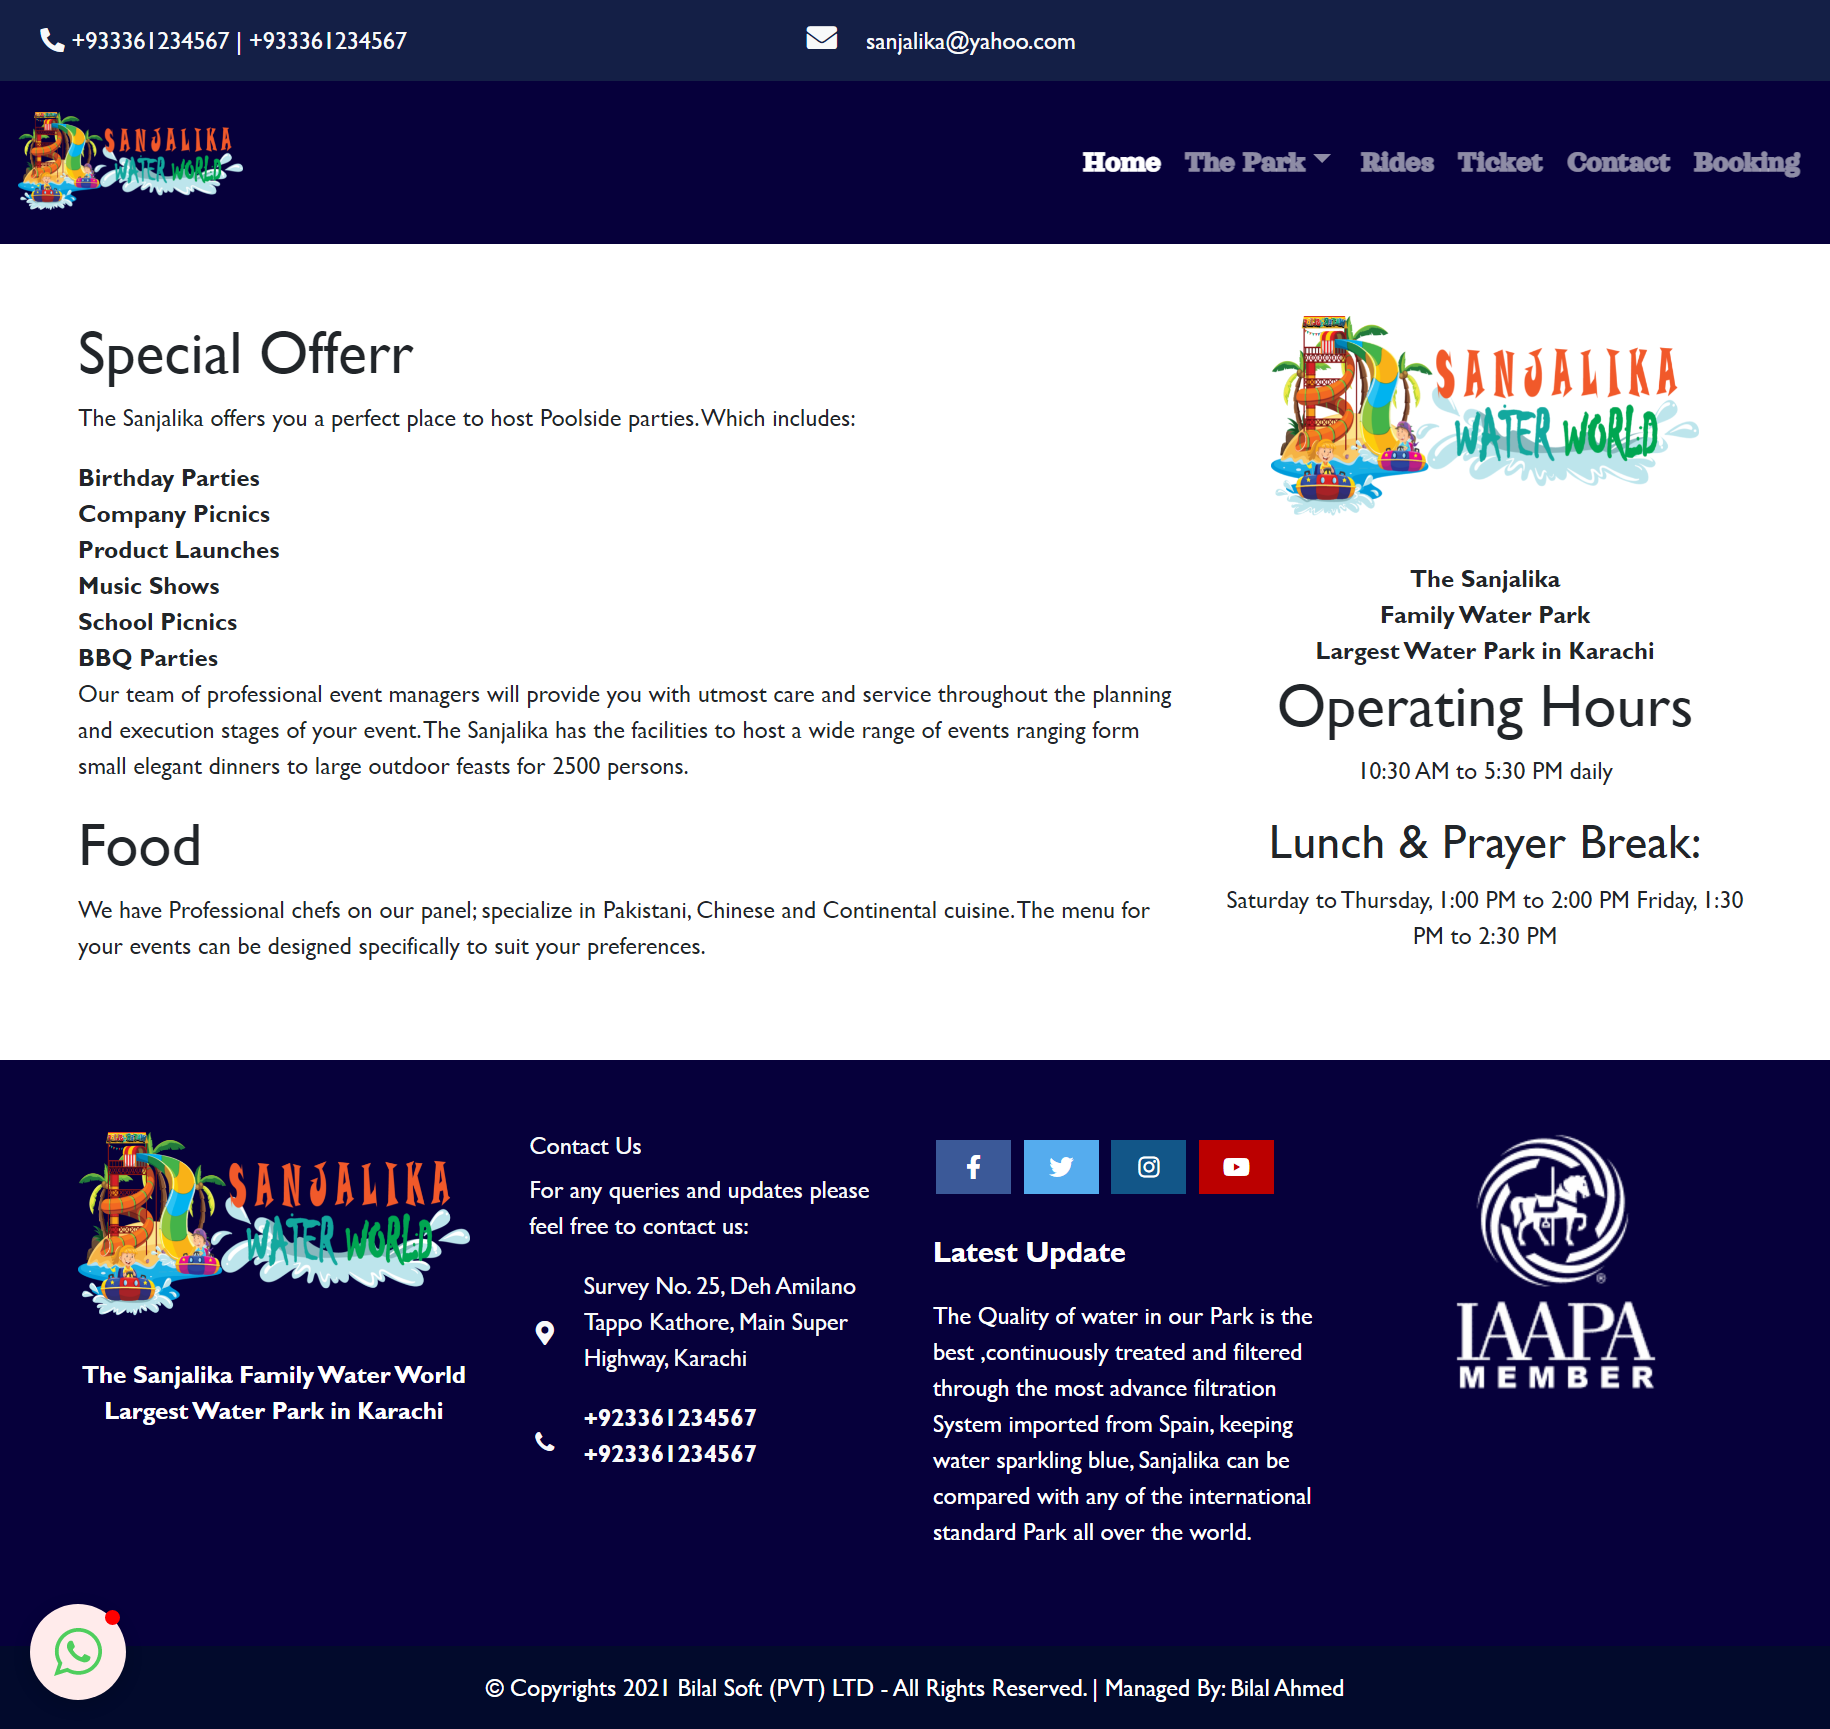 +933361234567 | +933361234567
sanjalika@yahoo.com
SANJALIKA
WATER WORLD
Home The Park Rides Ticket Contact Booking
Special Offerr
The Sanjalika offers you a perfect place to host Poolside parties. Which includes:
Birthday Parties
Company Picnics
Product Launches
Music Shows
School Picnics
BBQ Parties
Our team of professional event managers will provide you with utmost care and service throughout the planning
and execution stages of your event. The Sanjalika has the facilities to host a wide range of events ranging form
small elegant dinners to large outdoor feasts for 2500 persons.
Food
We have Professional chefs on our panel; specialize in Pakistani, Chinese and Continental cuisine. The menu for
your events can be designed specifically to suit your preferences.
SANJALIKA
WATER WORLD
The Sanjalika
Family Water Park
Largest Water Park in Karachi
Operating Hours
10:30 AM to 5:30 PM daily
Lunch & Prayer Break:
Saturday to Thursday, 1:00 PM to 2:00 PM Friday, 1:30
PM to 2:30 PM
SANJALIKA
WATER WORLD
The Sanjalika Family Water World
Largest Water Park in Karachi
Contact Us
For any queries and updates please
feel free to contact us:
Survey No. 25, Deh Amilano
Tappo Kathore, Main Super
Highway, Karachi
+923361234567
+923361234567
Latest Update
The Quality of water in our Park is the
best ,continuously treated and filtered
through the most advance filtration
System imported from Spain, keeping
water sparkling blue, Sanjalika can be
compared with any of the international
standard Park all over the world.
®
IAAPA
MEMBER
© Copyrights 2021 Bilal Soft (PVT) LTD - All Rights Reserved. | Managed By: Bilal Ahmed